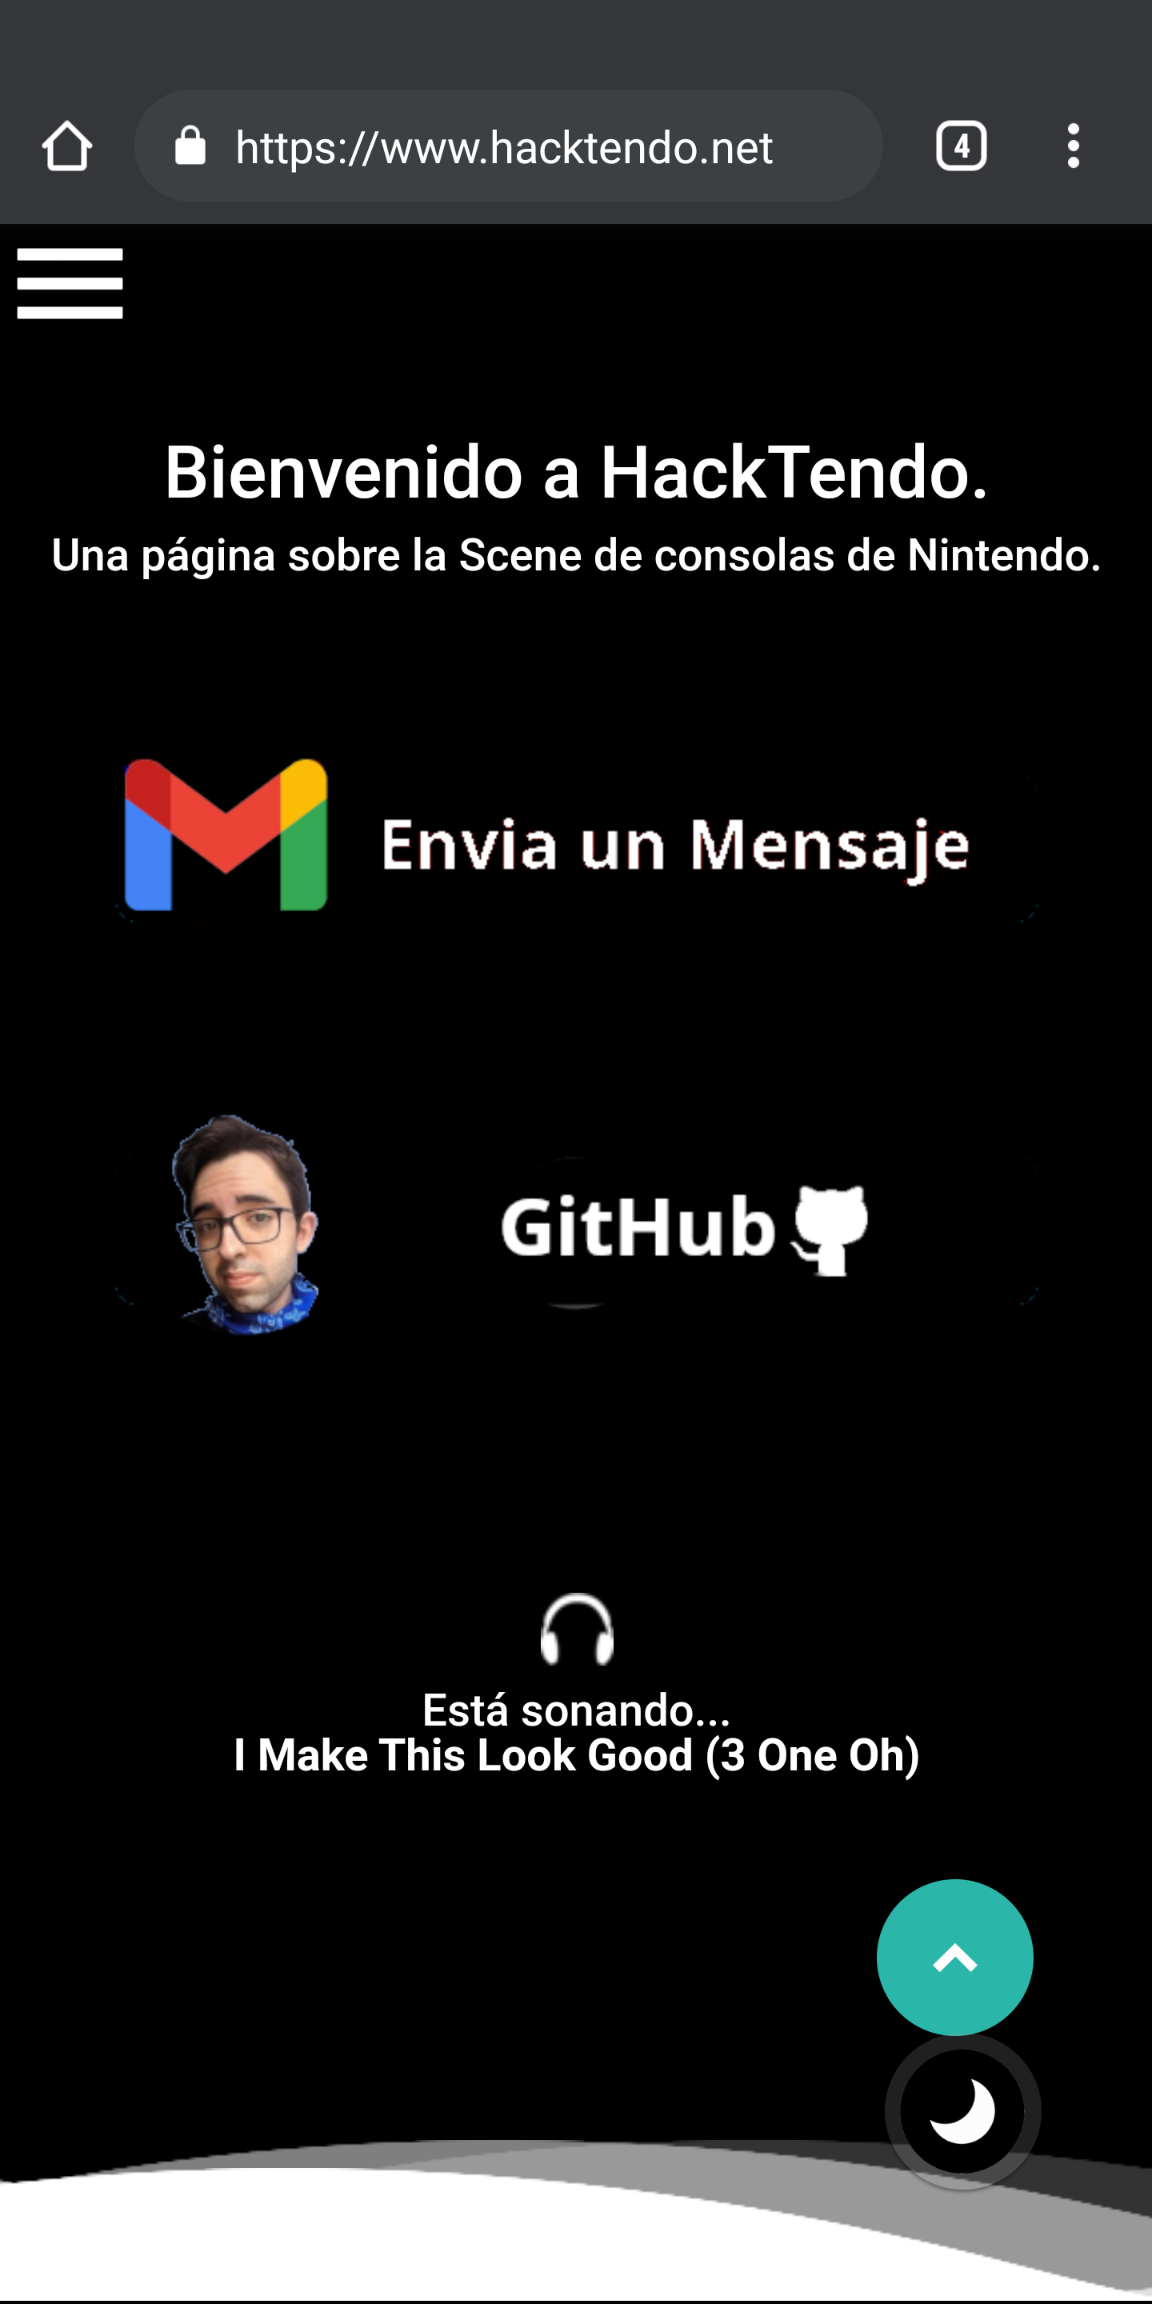 https://www.hacktendo.net
4
Bienvenido a HackTendo.
Una página sobre la Scene de consolas de Nintendo.
Envia un Mensaje
GitHub
Está sonando...
I Make This Look Good (3 One Oh)